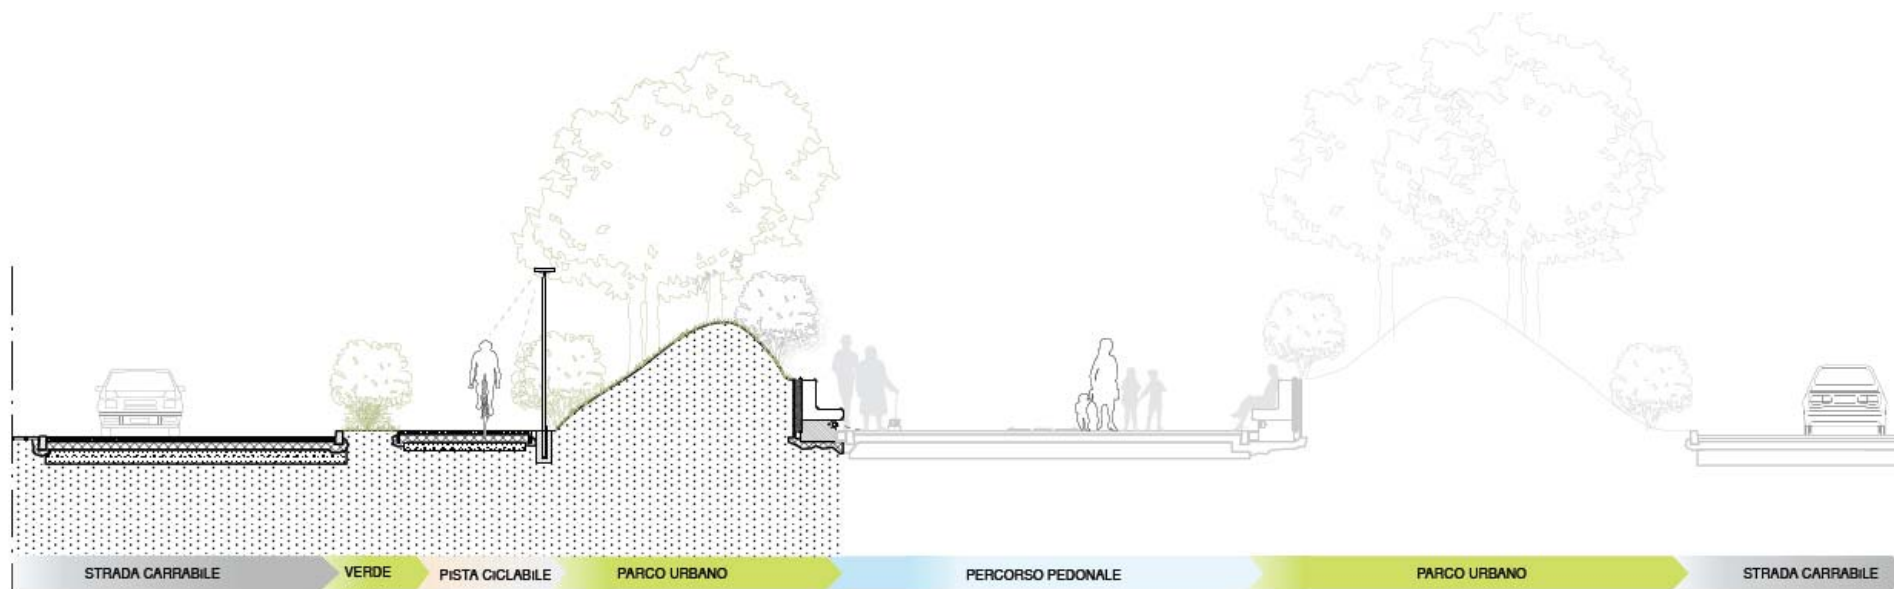 STRADA CARRABILE
VERDE
PISTA CICLABILE
PARCO URBANO
PERCORSO PEDONALE
PARCO URBANO
STRADA CARRABILE